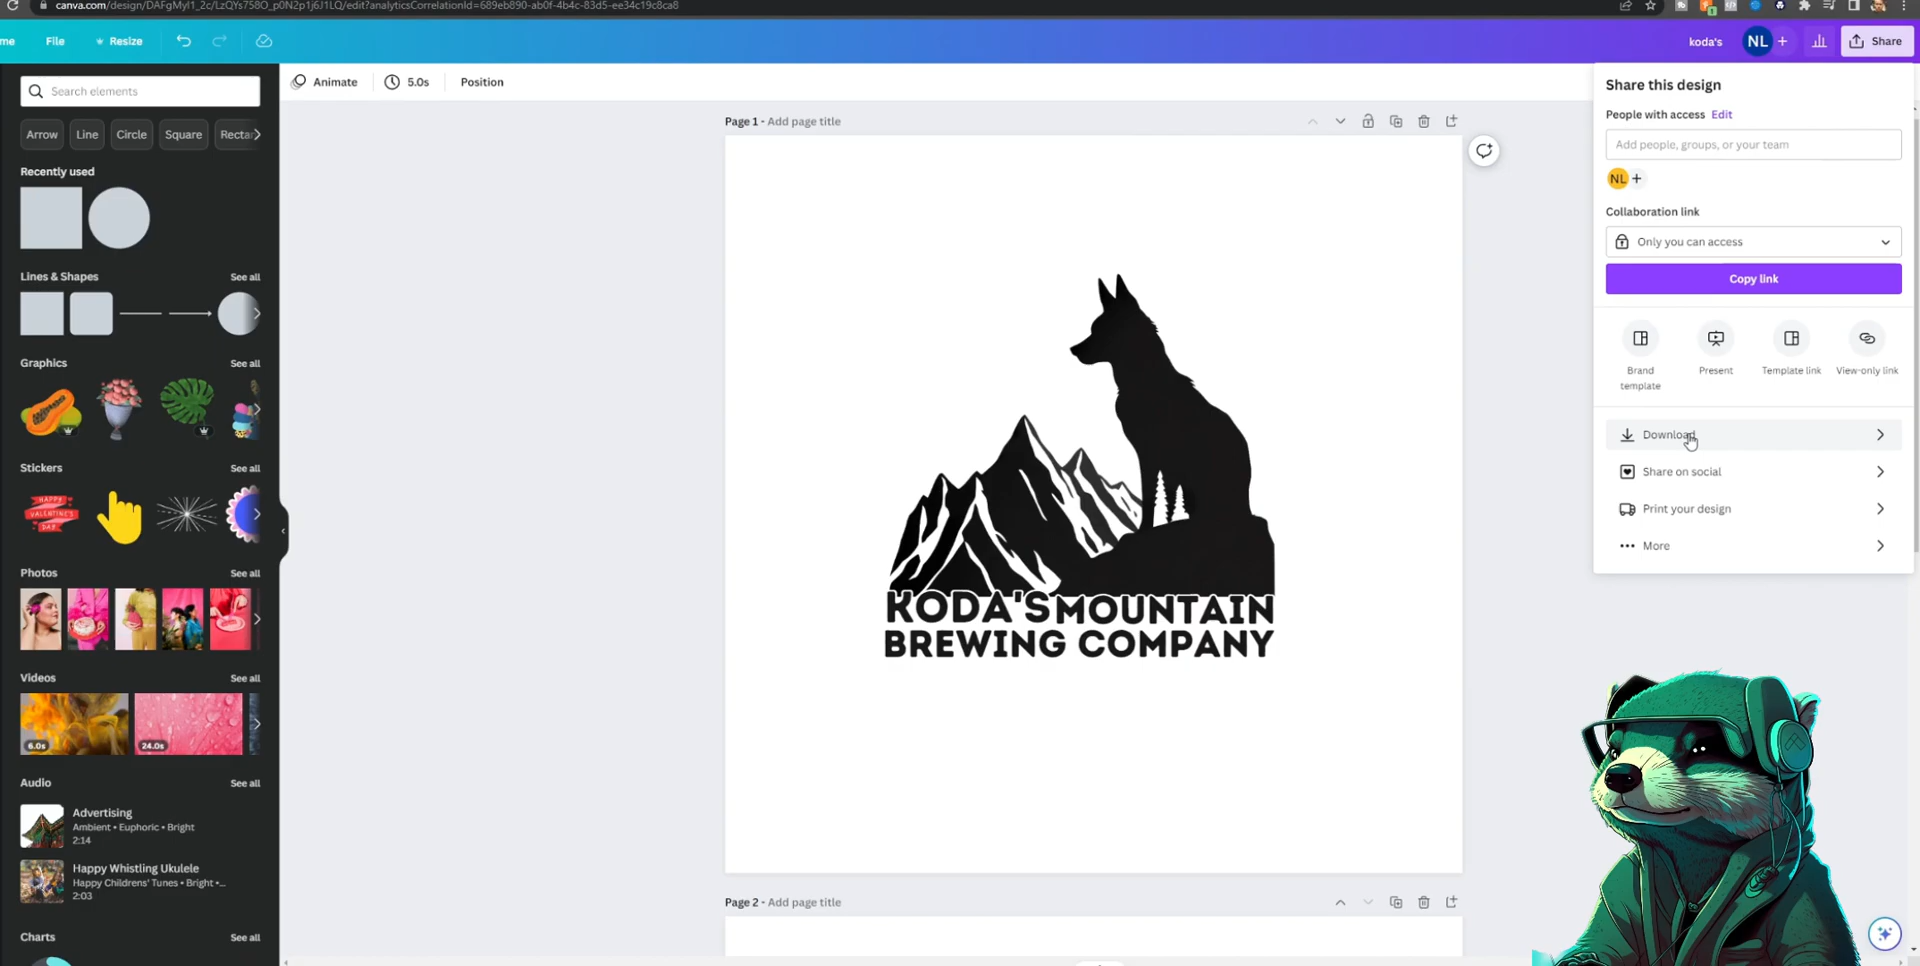 canva.com/design/DAFgMyI1_2c/LzQYs758O_p0N2p1j6J1LQ/edit?analyticsCorrelationId=689eb890-ab0f-4b4c-83d5-ee34c19c8ca8
me File Resize koda's NL + Share
Search elements
Animate 5.0s Position
Arrow Line Circle Square Rectar
Recently used
Lines & Shapes See all
Graphics See all
Stickers See all
HAPPY VALENTINE'S DAY
Photos See all
Videos See all
6.0s 24.0s
Audio See all
Advertising
Ambient • Euphoric • Bright
2:14
Happy Whistling Ukulele
Happy Childrens' Tunes • Bright •...
2:03
Charts See all
Page 1 - Add page title
KODA'S MOUNTAIN
BREWING COMPANY
Page 2 - Add page title
Share this design
People with access Edit
Add people, groups, or your team
NL +
Collaboration link
Only you can access
Copy link
Brand template
Present
Template link
View-only link
Download
Share on social
Print your design
More